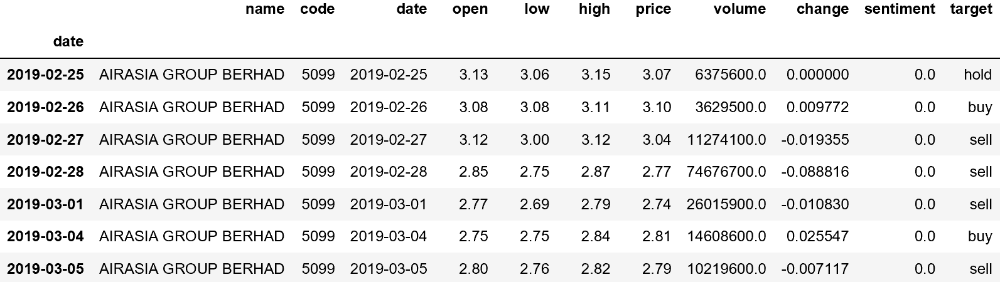 name code date open low high price volume change sentiment target
date
2019-02-25 AIRASIA GROUP BERHAD 5099 2019-02-25 3.13 3.06 3.15 3.07 6375600.0 0.000000 0.0 hold
2019-02-26 AIRASIA GROUP BERHAD 5099 2019-02-26 3.08 3.08 3.11 3.10 3629500.0 0.009772 0.0 buy
2019-02-27 AIRASIA GROUP BERHAD 5099 2019-02-27 3.12 3.00 3.12 3.04 11274100.0 -0.019355 0.0 sell
2019-02-28 AIRASIA GROUP BERHAD 5099 2019-02-28 2.85 2.75 2.87 2.77 74676700.0 -0.088816 0.0 sell
2019-03-01 AIRASIA GROUP BERHAD 5099 2019-03-01 2.77 2.69 2.79 2.74 26015900.0 -0.010830 0.0 sell
2019-03-04 AIRASIA GROUP BERHAD 5099 2019-03-04 2.75 2.75 2.84 2.81 14608600.0 0.025547 0.0 buy
2019-03-05 AIRASIA GROUP BERHAD 5099 2019-03-05 2.80 2.76 2.82 2.79 10219600.0 -0.007117 0.0 sell